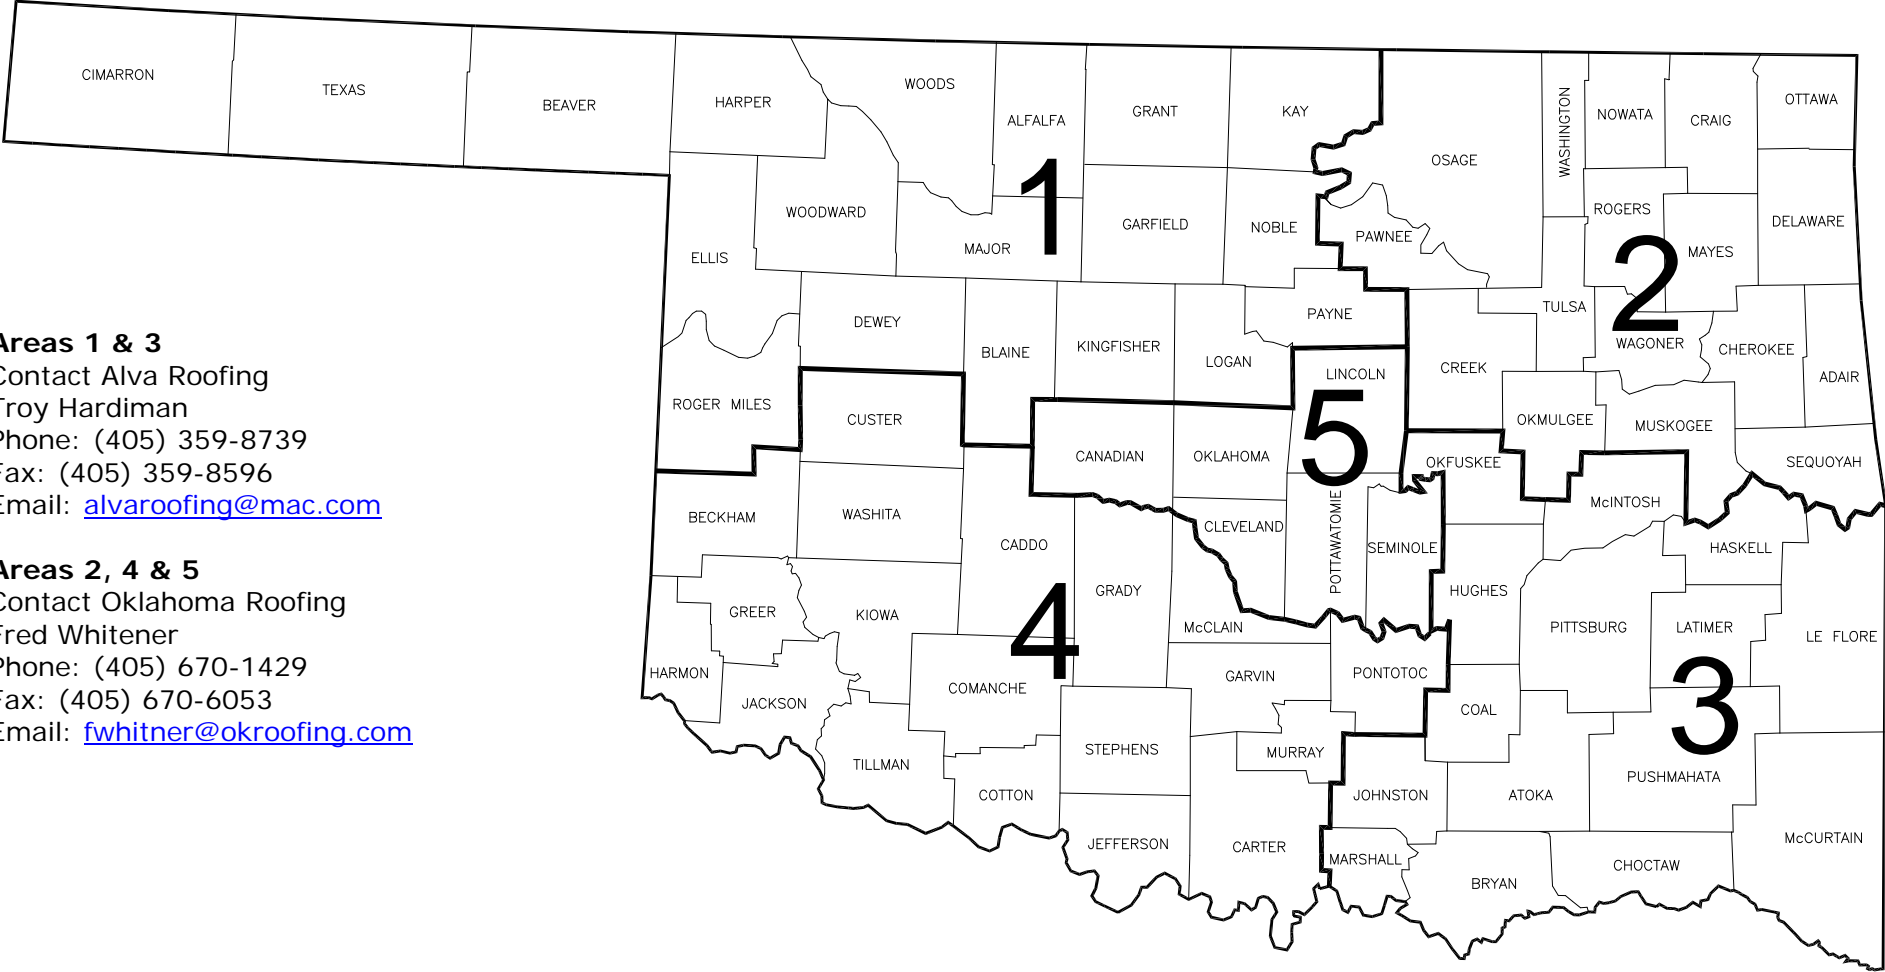 CIMARRON
TEXAS
BEAVER
HARPER
WOODS
ALFALFA
GRANT
KAY
OSAGE
WASHINGTON
NOWATA
CRAIG
OTTAWA
WOODWARD
ELLIS
MAJOR
1
GARFIELD
NOBLE
PAWNEE
ROGERS
MAYES
DELAWARE
2
TULSA
WAGONER
CHEROKEE
ADAIR
DEWEY
BLAINE
KINGFISHER
LOGAN
PAYNE
LINCOLN
CREEK
ROGER MILES
CUSTER
CANADIAN
OKLAHOMA
5
OKFUSKEE
OKMULGEE
MUSKOGEE
SEQUOYAH
BECKHAM
WASHITA
CADDO
GRADY
CLEVELAND
POTTAWATOMIE
SEMINOLE
HUGHES
McINTOSH
HASKELL
GREER
KIOWA
4
McCLAIN
PITTSBURG
LATIMER
LE FLORE
HARMON
JACKSON
COMANCHE
GARVIN
PONTOTOC
COAL
3
TILLMAN
COTTON
STEPHENS
MURRAY
JOHNSTON
ATOKA
PUSHMAHATA
JEFFERSON
CARTER
MARSHALL
BRYAN
CHOCTAW
McCURTAIN
Areas 1 & 3
Contact Alva Roofing
Troy Hardiman
Phone: (405) 359-8739
Fax: (405) 359-8596
Email: alvaroofing@mac.com
Areas 2, 4 & 5
Contact Oklahoma Roofing
Fred Whitener
Phone: (405) 670-1429
Fax: (405) 670-6053
Email: fwhitner@okroofing.com